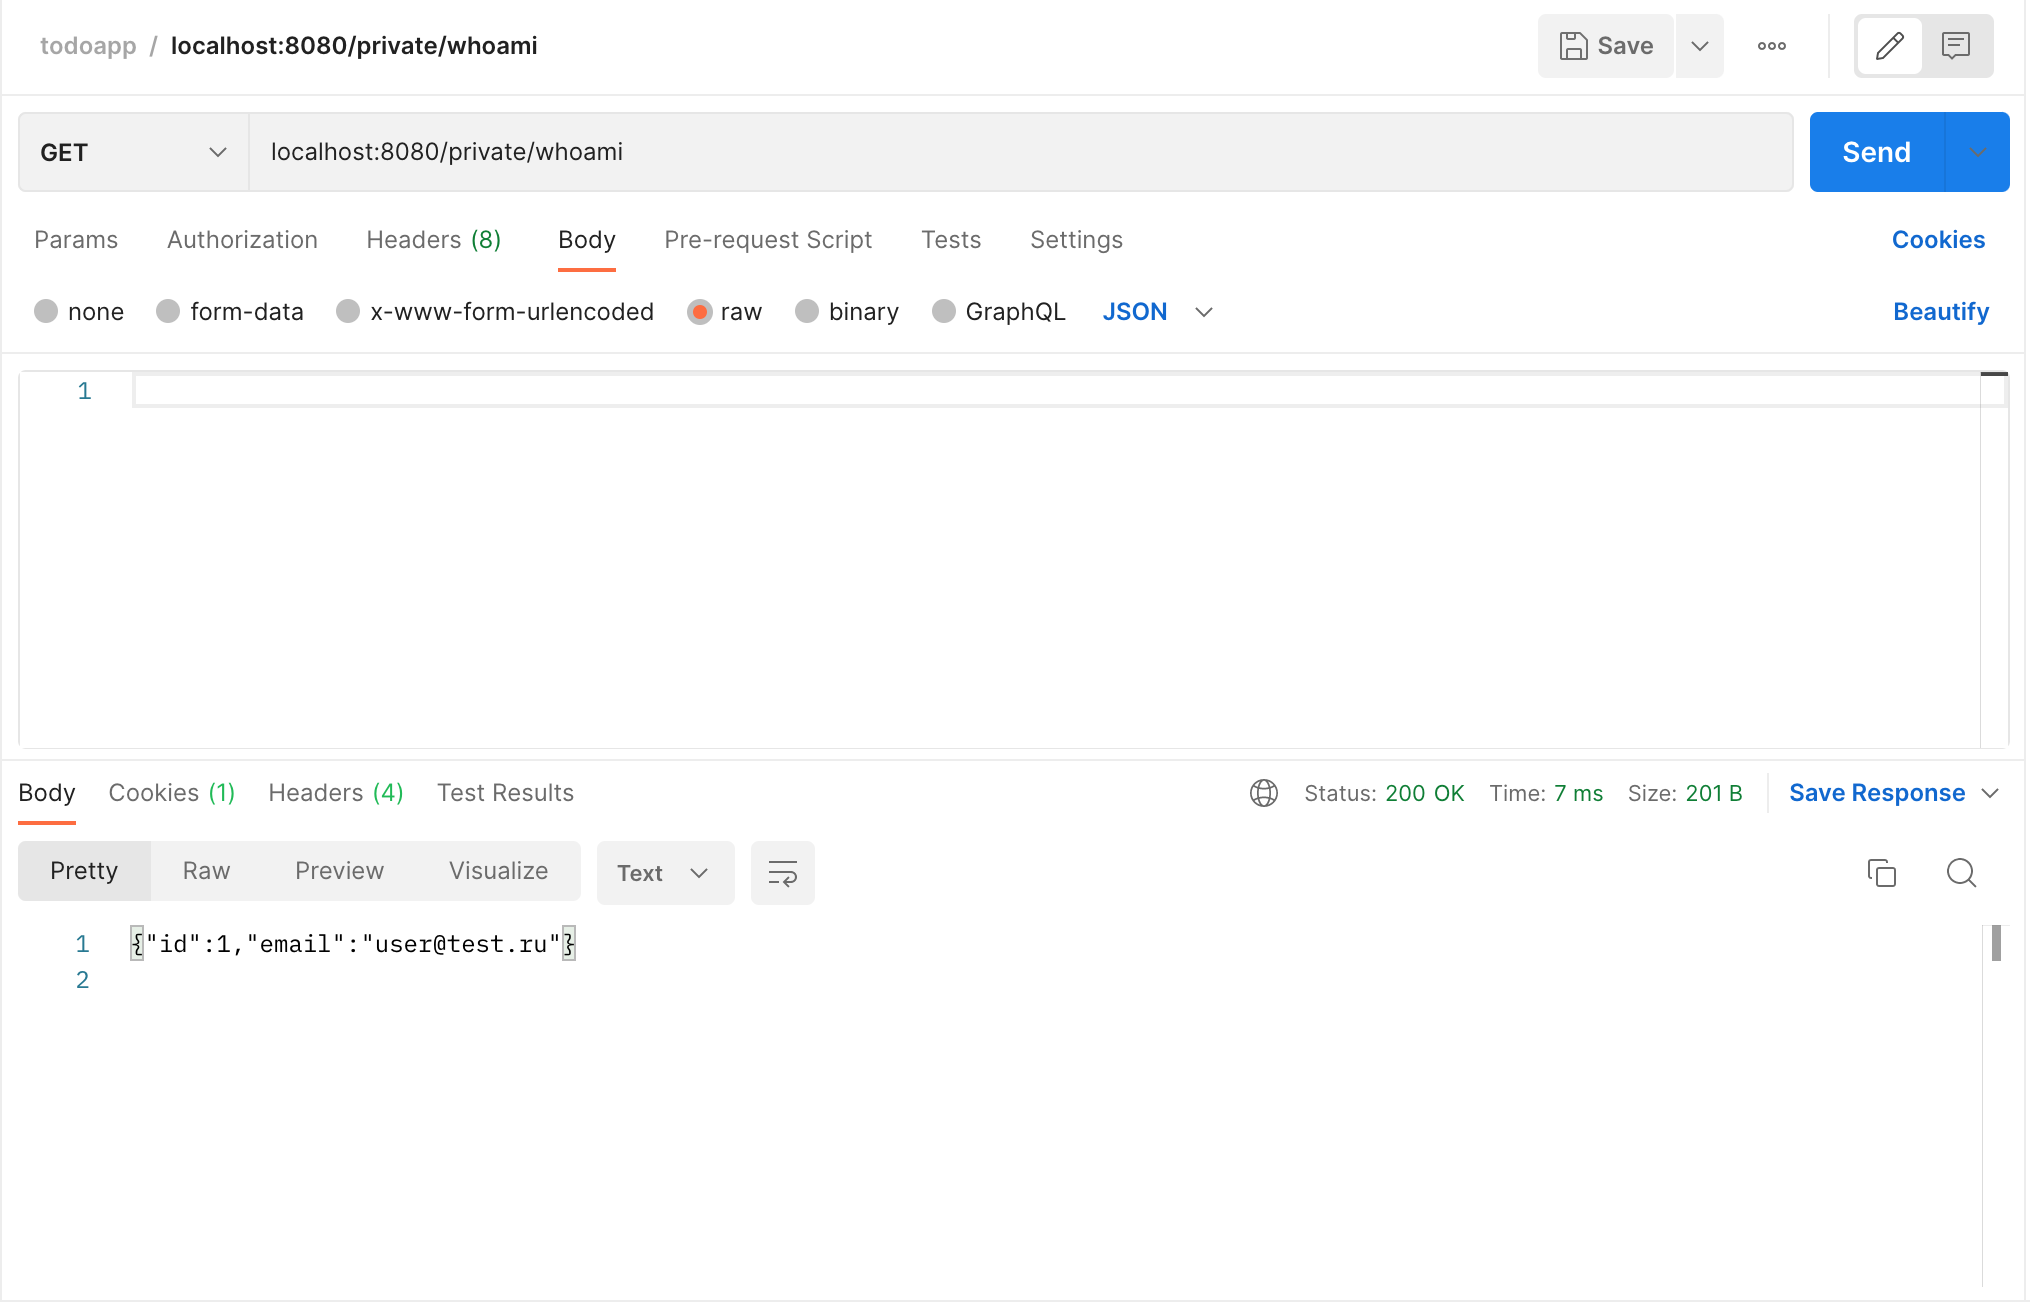 todoapp / localhost:8080/private/whoami Save
GET localhost:8080/private/whoami Send
Params Authorization Headers (8) Body Pre-request Script Tests Settings Cookies
none form-data x-www-form-urlencoded raw binary GraphQL JSON Beautify
1
Body Cookies (1) Headers (4) Test Results Status: 200 OK Time: 7 ms Size: 201 B Save Response
Pretty Raw Preview Visualize Text
1 {"id":1,"email":"user@test.ru"}
2